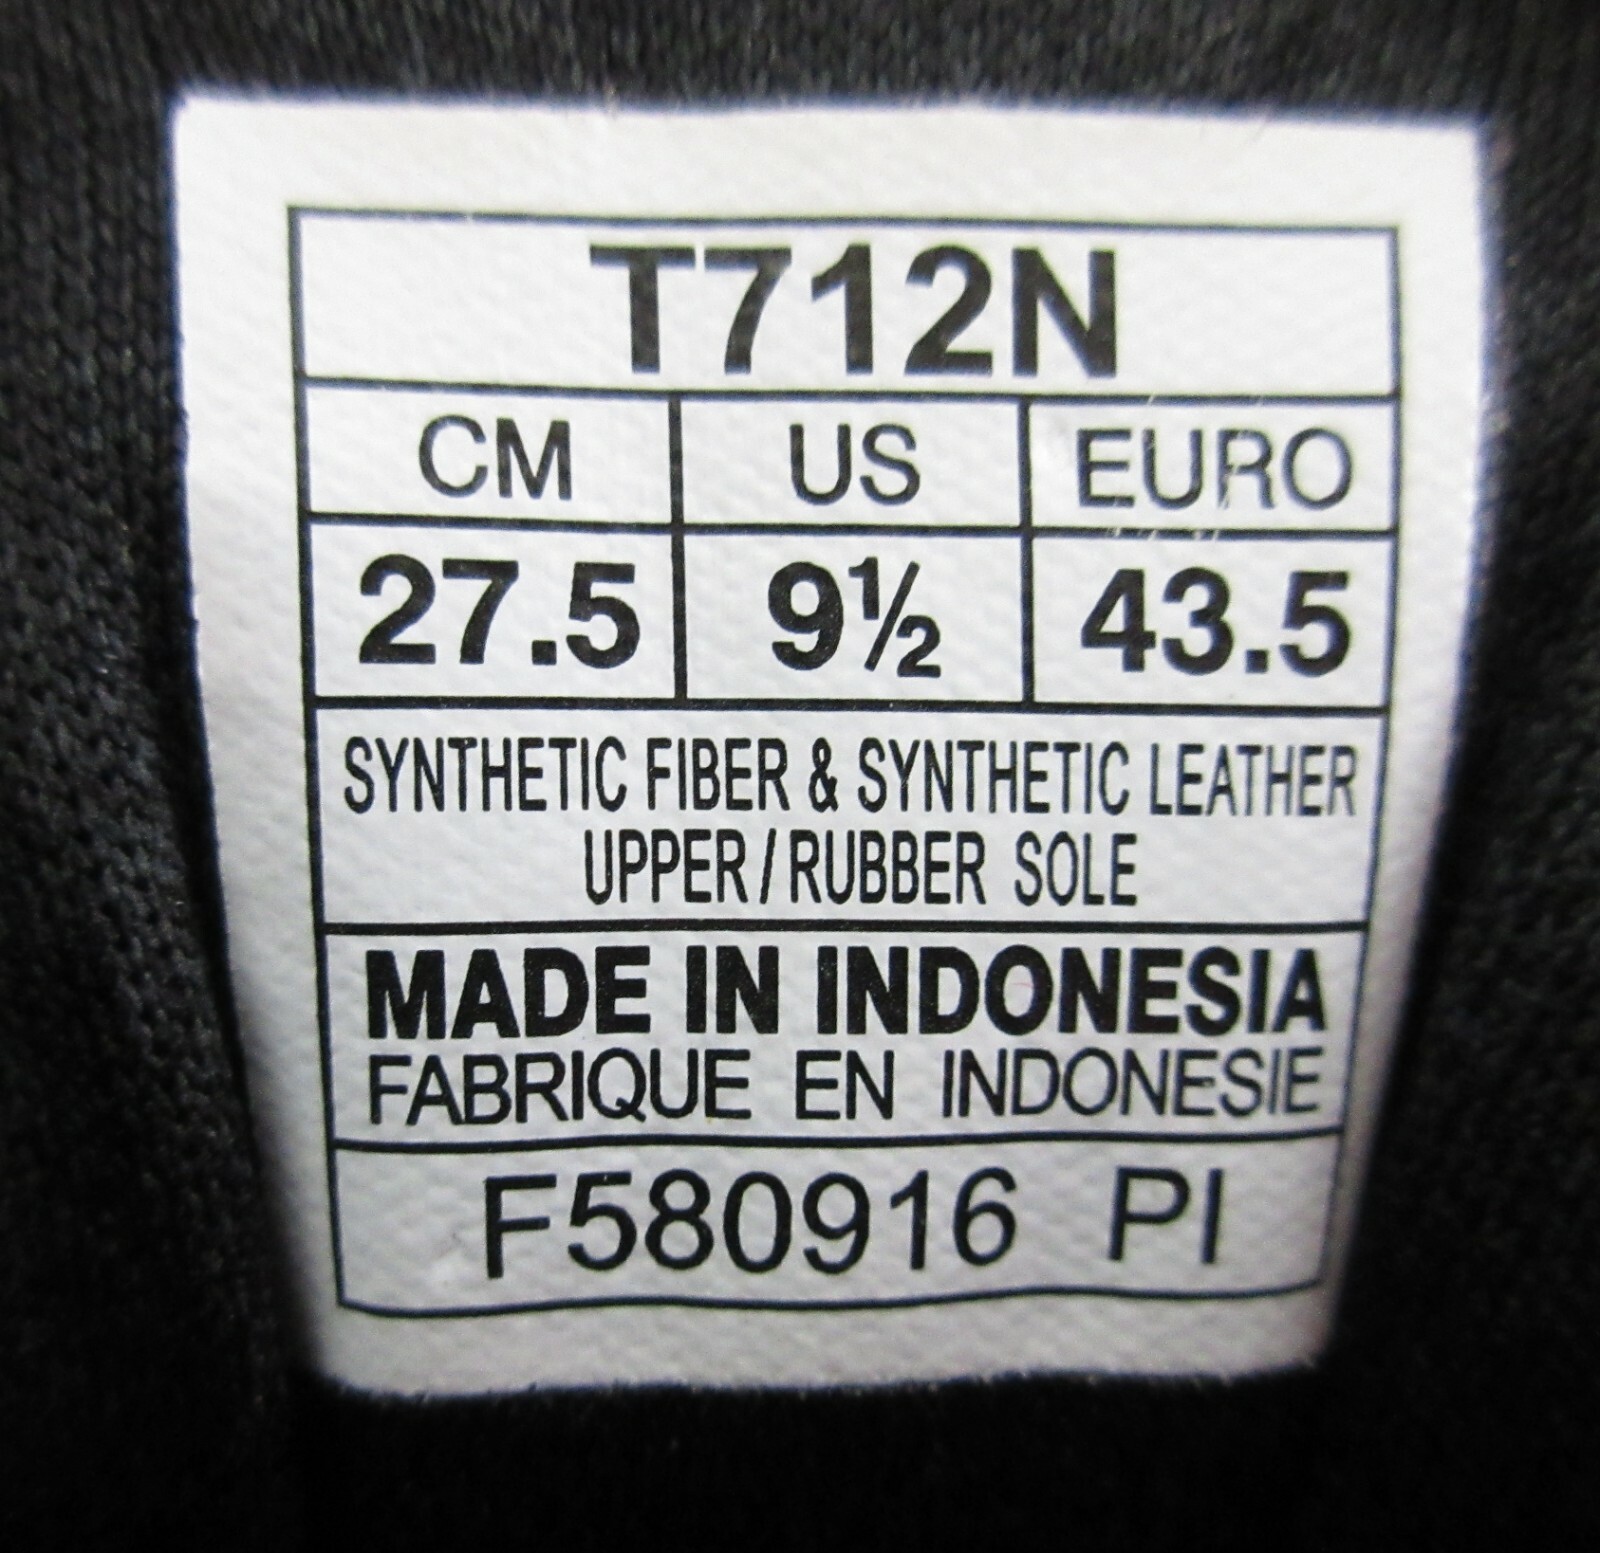 T712N
CM US EURO
27.5 9½ 43.5
SYNTHETIC FIBER & SYNTHETIC LEATHER
UPPER/RUBBER SOLE
MADE IN INDONESIA
FABRIQUE EN INDONESIE
F580916 PI